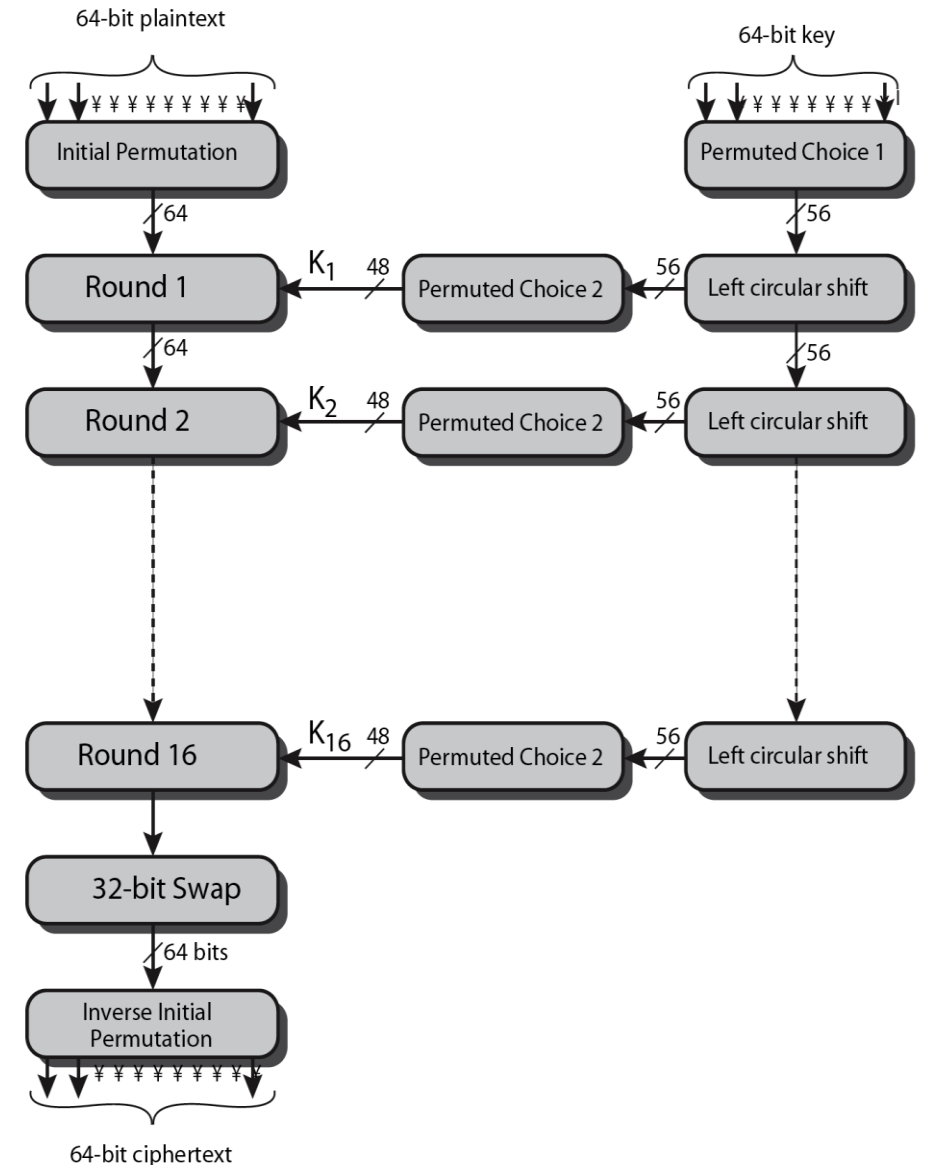 64-bit plaintext
64-bit key
¥ ¥ ¥ ¥ ¥ ¥ ¥ ¥ ¥
¥ ¥ ¥ ¥ ¥ ¥ ¥ ¥
Initial Permutation
Permuted Choice 1
64
56
Round 1
K1
48
Permuted Choice 2
56
Left circular shift
64
56
Round 2
K2
48
Permuted Choice 2
56
Left circular shift
Round 16
K16
48
Permuted Choice 2
56
Left circular shift
32-bit Swap
64 bits
Inverse Initial
Permutation
¥ ¥ ¥ ¥ ¥ ¥ ¥ ¥ ¥
64-bit ciphertext